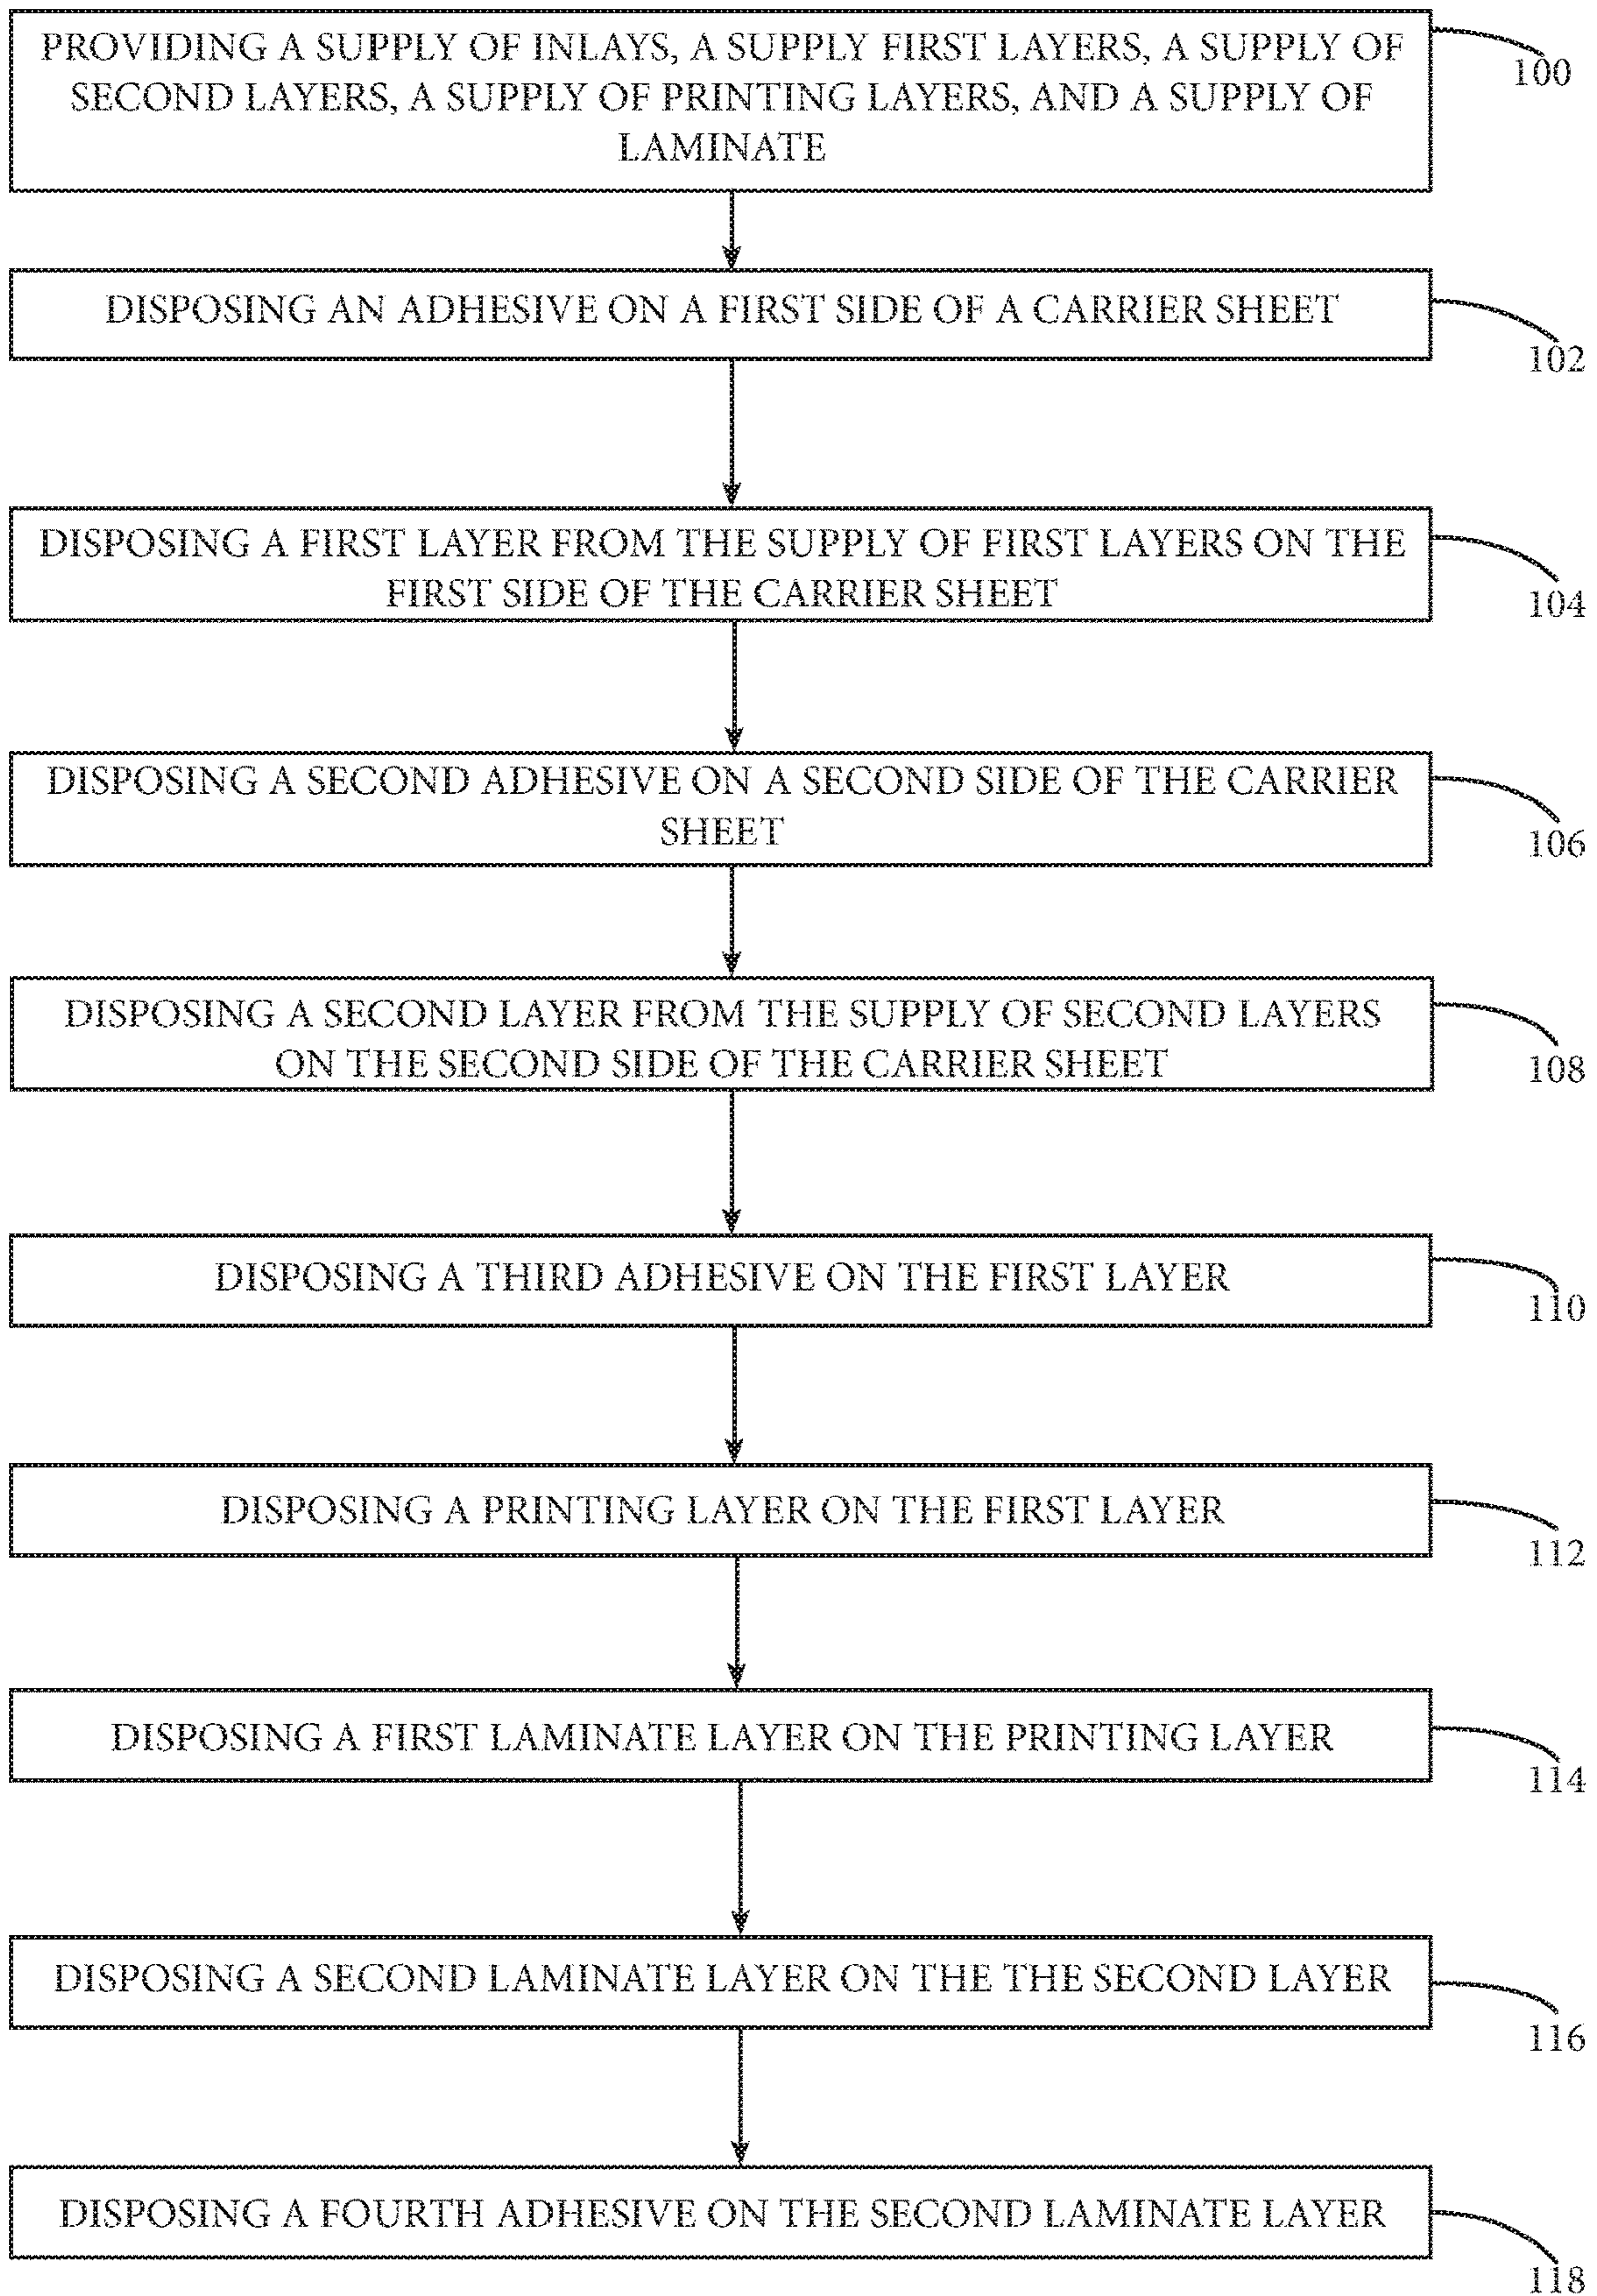 PROVIDING A SUPPLY OF INLAYS, A SUPPLY FIRST LAYERS, A SUPPLY OF
SECOND LAYERS, A SUPPLY OF PRINTING LAYERS, AND A SUPPLY OF
LAMINATE
100
DISPOSING AN ADHESIVE ON A FIRST SIDE OF A CARRIER SHEET
102
DISPOSING A FIRST LAYER FROM THE SUPPLY OF FIRST LAYERS ON THE
FIRST SIDE OF THE CARRIER SHEET
104
DISPOSING A SECOND ADHESIVE ON A SECOND SIDE OF THE CARRIER
SHEET
106
DISPOSING A SECOND LAYER FROM THE SUPPLY OF SECOND LAYERS
ON THE SECOND SIDE OF THE CARRIER SHEET
108
DISPOSING A THIRD ADHESIVE ON THE FIRST LAYER
110
DISPOSING A PRINTING LAYER ON THE FIRST LAYER
112
DISPOSING A FIRST LAMINATE LAYER ON THE PRINTING LAYER
114
DISPOSING A SECOND LAMINATE LAYER ON THE THE SECOND LAYER
116
DISPOSING A FOURTH ADHESIVE ON THE SECOND LAMINATE LAYER
118